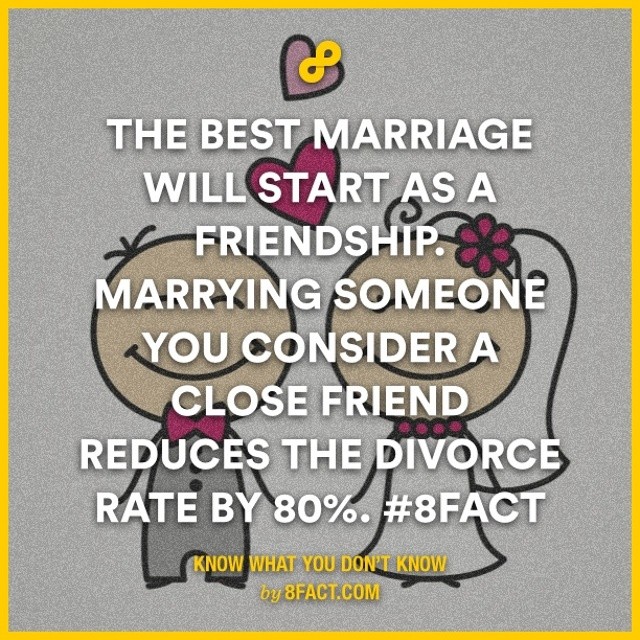 THE BEST MARRIAGE
WILL START AS A
FRIENDSHIP.
MARRYING SOMEONE
YOU CONSIDER A
CLOSE FRIEND
REDUCES THE DIVORCE
RATE BY 80%. #8FACT
KNOW WHAT YOU DON'T KNOW
by 8FACT.COM